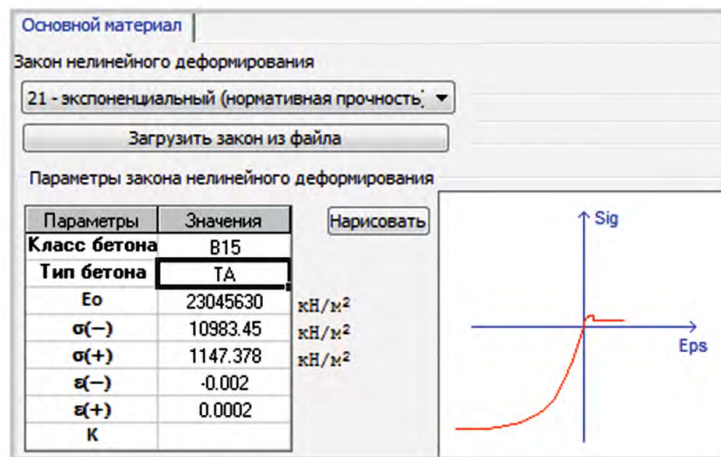 Основной материал
Закон нелинейного деформирования
21 - экспоненциальный (нормативная прочность)
Загрузить закон из файла
Параметры закона нелинейного деформирования
Параметры Значения Нарисовать
Класс бетона B15
Тип бетона TA
Eo 23045630 кН/м²
σ(−) 10983.45 кН/м²
σ(+) 1147.378 кН/м²
ε(−) -0.002
ε(+) 0.0002
K
Sig
Eps